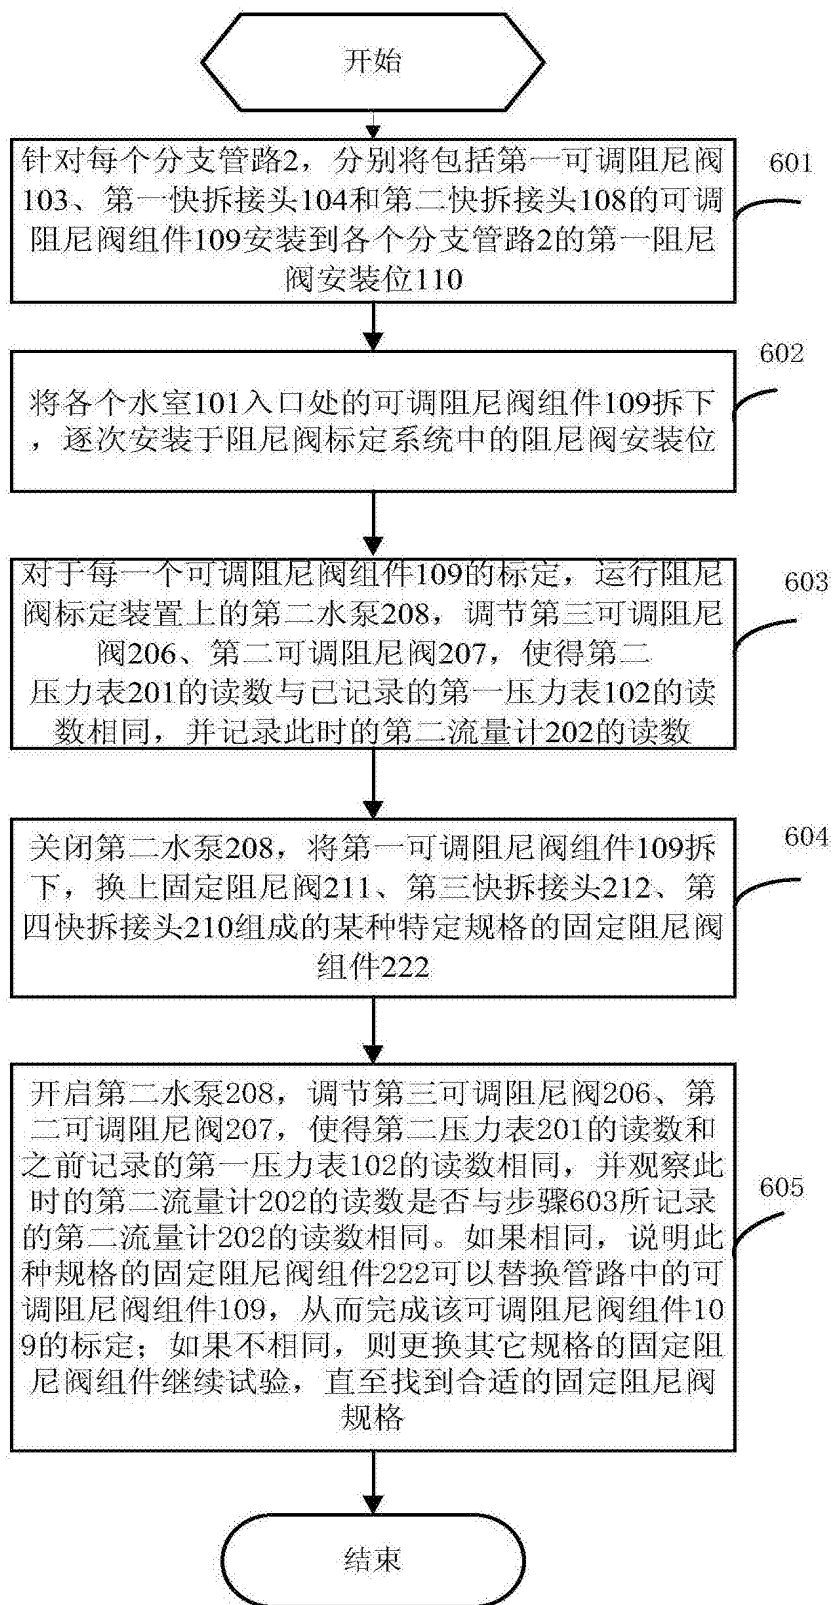 开始
针对每个分支管路2，分别将包括第一可调阻尼阀
103、第一快拆接头104和第二快拆接头108的可调
阻尼阀组件109安装到各个分支管路2的第一阻尼
阀安装位110
601
将各个水室101入口处的可调阻尼阀组件109拆下
，逐次安装于阻尼阀标定系统中的阻尼阀安装位
602
对于每一个可调阻尼阀组件109的标定，运行阻尼
阀标定装置上的第二水泵208，调节第三可调阻尼
阀206、第二可调阻尼阀207，使得第二
压力表201的读数与已记录的第一压力表102的读
数相同，并记录此时的第二流量计202的读数
603
关闭第二水泵208，将第一可调阻尼阀组件109拆
下，换上固定阻尼阀211、第三快拆接头212、第
四快拆接头210组成的某种特定规格的固定阻尼阀
组件222
604
开启第二水泵208，调节第三可调阻尼阀206、第
二可调阻尼阀207，使得第二压力表201的读数和
之前记录的第一压力表102的读数相同，并观察此
时的第二流量计202的读数是否与步骤603所记录
的第二流量计202的读数相同。如果相同，说明此
种规格的固定阻尼阀组件222可以替换管路中的可
调阻尼阀组件109，从而完成该可调阻尼阀组件10
9的标定；如果不相同，则更换其它规格的固定阻
尼阀组件继续试验，直至找到合适的固定阻尼阀
规格
605
结束